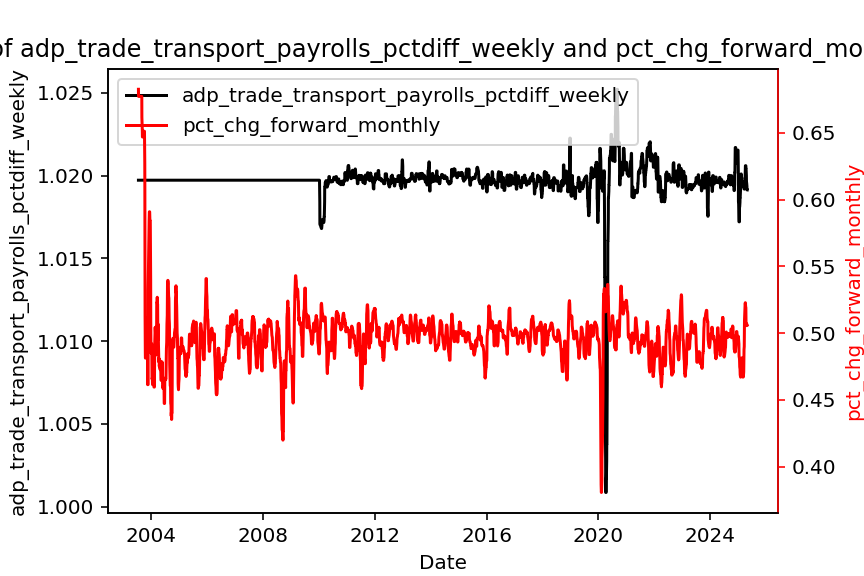 of adp_trade_transport_payrolls_pctdiff_weekly and pct_chg_forward_mo
adp_trade_transport_payrolls_pctdiff_weekly
pct_chg_forward_monthly
1.025
1.020
1.015
1.010
1.005
1.000
adp_trade_transport_payrolls_pctdiff_weekly
0.65
0.60
0.55
0.50
0.45
0.40
pct_chg_forward_monthly
2004 2008 2012 2016 2020 2024
Date